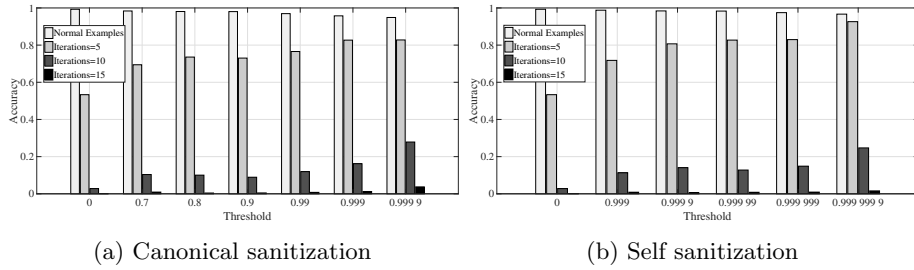 1
0.8
0.6
0.4
0.2
0
Accuracy
Normal Examples
Iterations=5
Iterations=10
Iterations=15
0 0.7 0.8 0.9 0.99 0.999 0.999 9
Threshold
(a) Canonical sanitization
1
0.8
0.6
0.4
0.2
0
Accuracy
Normal Examples
Iterations=5
Iterations=10
Iterations=15
0 0.999 0.999 9 0.999 99 0.999 999 0.999 999 9
Threshold
(b) Self sanitization